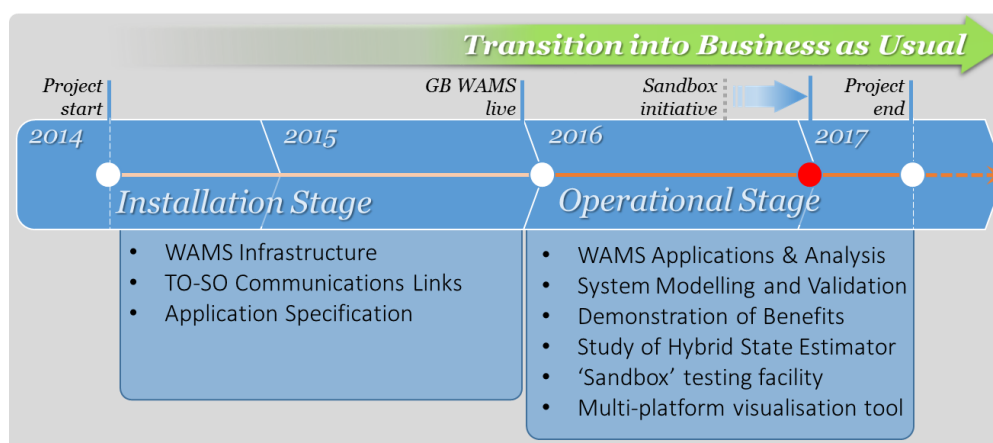 Transition into Business as Usual
Project
start
GB WAMS
live
Sandbox
initiative
Project
end
2014
2015
2016
2017
Installation Stage
Operational Stage
• WAMS Infrastructure
• TO-SO Communications Links
• Application Specification
• WAMS Applications & Analysis
• System Modelling and Validation
• Demonstration of Benefits
• Study of Hybrid State Estimator
• ‘Sandbox’ testing facility
• Multi-platform visualisation tool